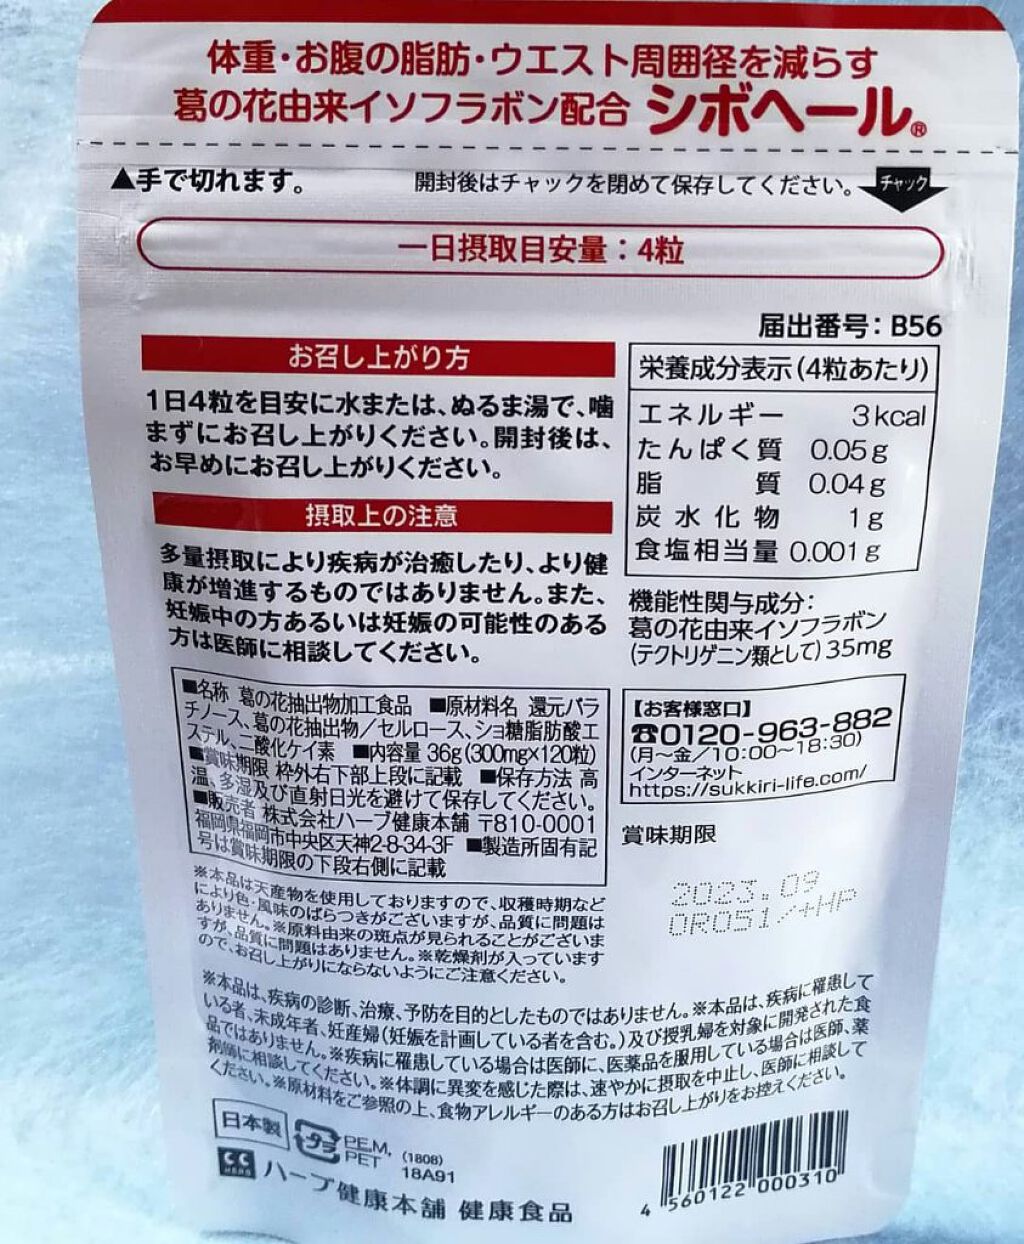 体重・お腹の脂肪・ウエスト周囲径を減らす
葛の花由来イソフラボン配合 シボヘール®
▲手で切れます。
開封後はチャックを閉めて保存してください。
チャック
一日摂取目安量：4粒
届出番号：B56
お召し上がり方
1日4粒を目安に水または、ぬるま湯で、噛
まずにお召し上がりください。開封後は、
お早めにお召し上がりください。
摂取上の注意
多量摂取により疾病が治癒したり、より健
康が増進するものではありません。また、
妊娠中の方あるいは妊娠の可能性のある
方は医師に相談してください。
栄養成分表示（4粒あたり）
エネルギー 3kcal
たんぱく質 0.05g
脂質 0.04g
炭水化物 1g
食塩相当量 0.001g
機能性関与成分：
葛の花由来イソフラボン
（テクトリゲニン類として）35mg
■名称 葛の花抽出物加工食品 ■原材料名 還元パラ
チノース、葛の花抽出物／セルロース、ショ糖脂肪酸エ
ステル、二酸化ケイ素 ■内容量 36g（300mg×120粒）
■賞味期限 枠外右下部上段に記載 ■保存方法 高
温、多湿及び直射日光を避けて保存してください。
■販売者 株式会社ハーブ健康本舗 〒810-0001
福岡県福岡市中央区天神2-8-34-3F ■製造所固有記
号は賞味期限の下段右側に記載
【お客様窓口】
☎0120-963-882
（月～金／10:00～18:30）
インターネット
https://sukkiri-life.com/
賞味期限
2023.09
0R051/+HP
※本品は天産物を使用しておりますので、収穫時期など
により色・風味のばらつきがございますが、品質に問題は
ありません。※原料由来の斑点が見られることがございま
すが、品質に問題はありません。※乾燥剤が入っています
ので、お召し上がりにならないようにご注意ください。
※本品は、疾病の診断、治療、予防を目的としたものではありません。※本品は、疾病に罹患して
いる者、未成年者、妊産婦（妊娠を計画している者を含む。）及び授乳婦を対象に開発された食
品ではありません。※疾病に罹患している場合は医師に、医薬品を服用している場合は医師、薬
剤師に相談してください。※体調に異変を感じた際は、速やかに摂取を中止し、医師に相談して
ください。※原材料をご参照の上、食物アレルギーのある方はお召し上がりをお控えください。
日本製
プラ
PE,M,
PET
（1808）
18A91
CC
HERB
ハーブ健康本舗 健康食品
4 560122 000310